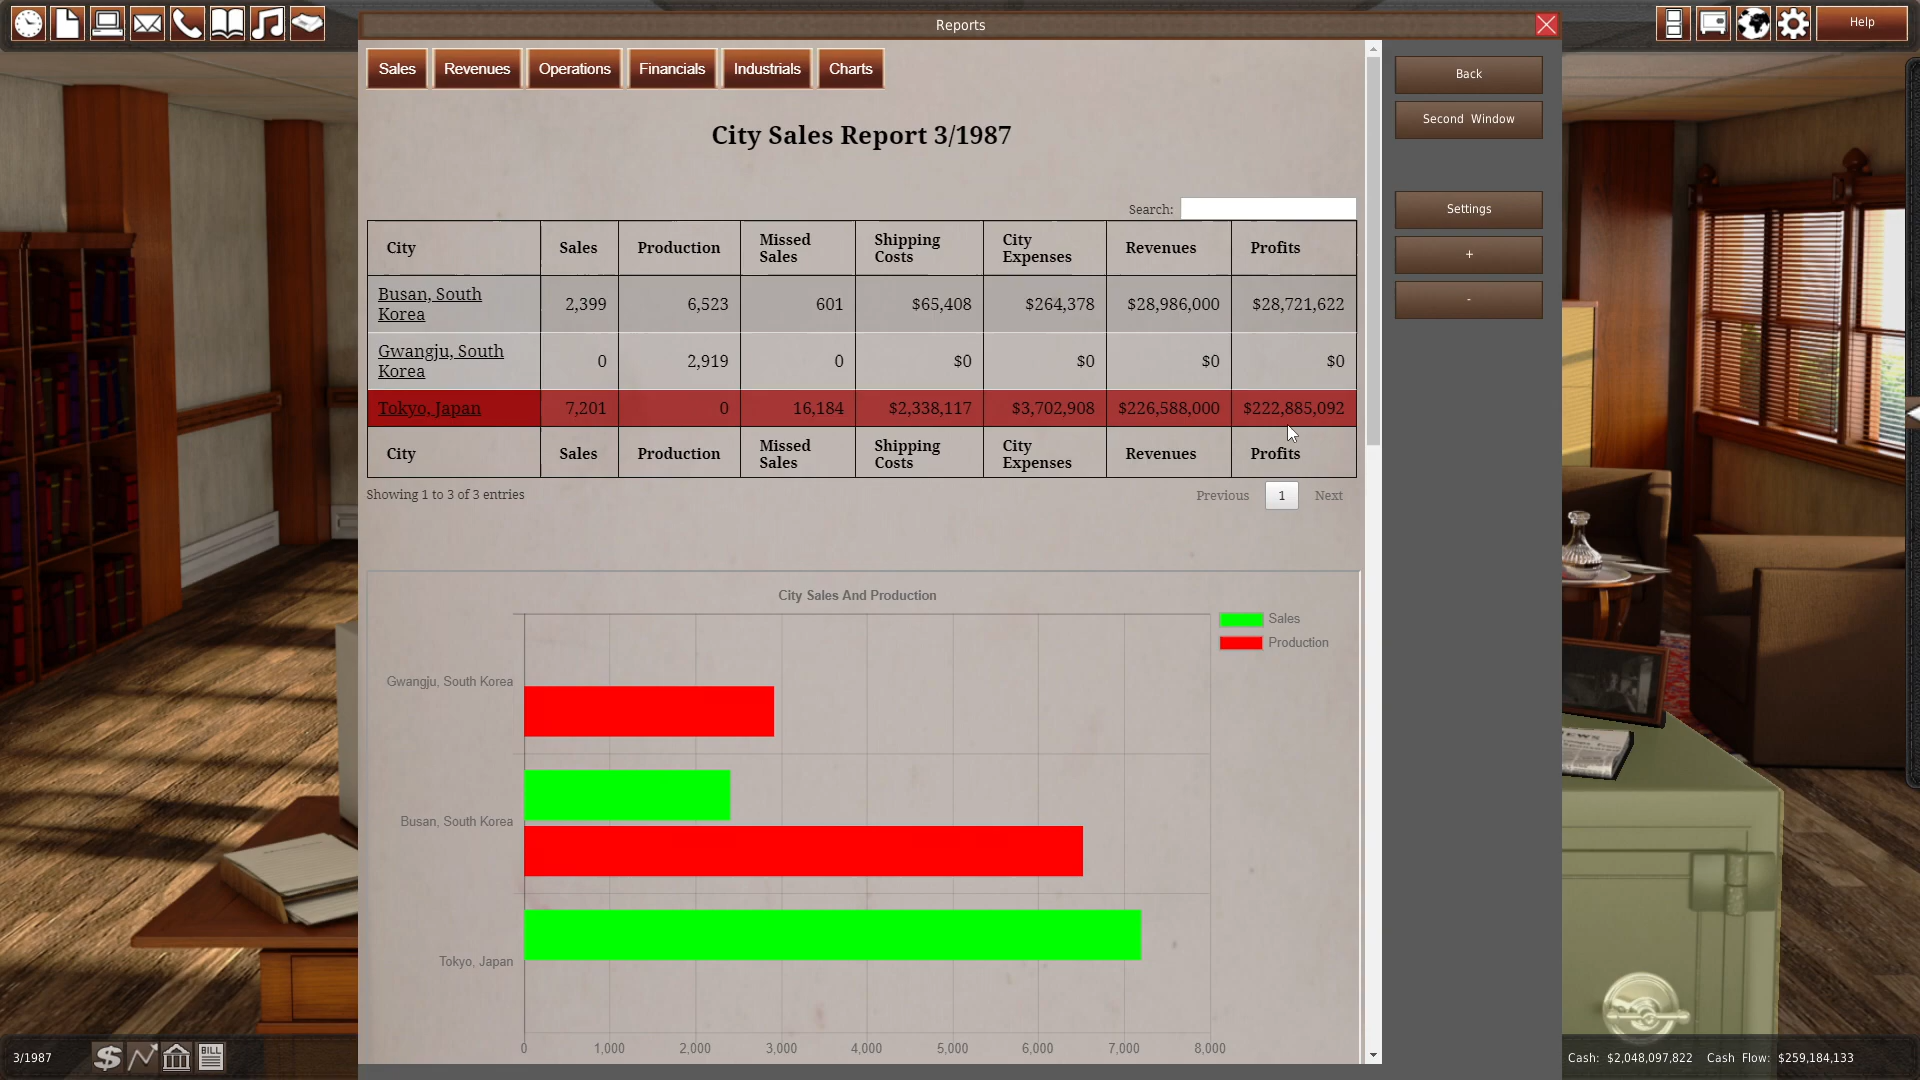 Reports
Help
Sales Revenues Operations Financials Industrials Charts
Back
Second Window
Settings
+
-
City Sales Report 3/1987
Search:
City Sales Production Missed Sales Shipping Costs City Expenses Revenues Profits
Busan, South Korea 2,399 6,523 601 $65,408 $264,378 $28,986,000 $28,721,622
Gwangju, South Korea 0 2,919 0 $0 $0 $0 $0
Tokyo, Japan 7,201 0 16,184 $2,338,117 $3,702,908 $226,588,000 $222,885,092
City Sales Production Missed Sales Shipping Costs City Expenses Revenues Profits
Showing 1 to 3 of 3 entries
Previous 1 Next
City Sales And Production
Sales
Production
Gwangju, South Korea
Busan, South Korea
Tokyo, Japan
0 1,000 2,000 3,000 4,000 5,000 6,000 7,000 8,000
3/1987
BILL
Cash: $2,048,097,822 Cash Flow: $259,184,133